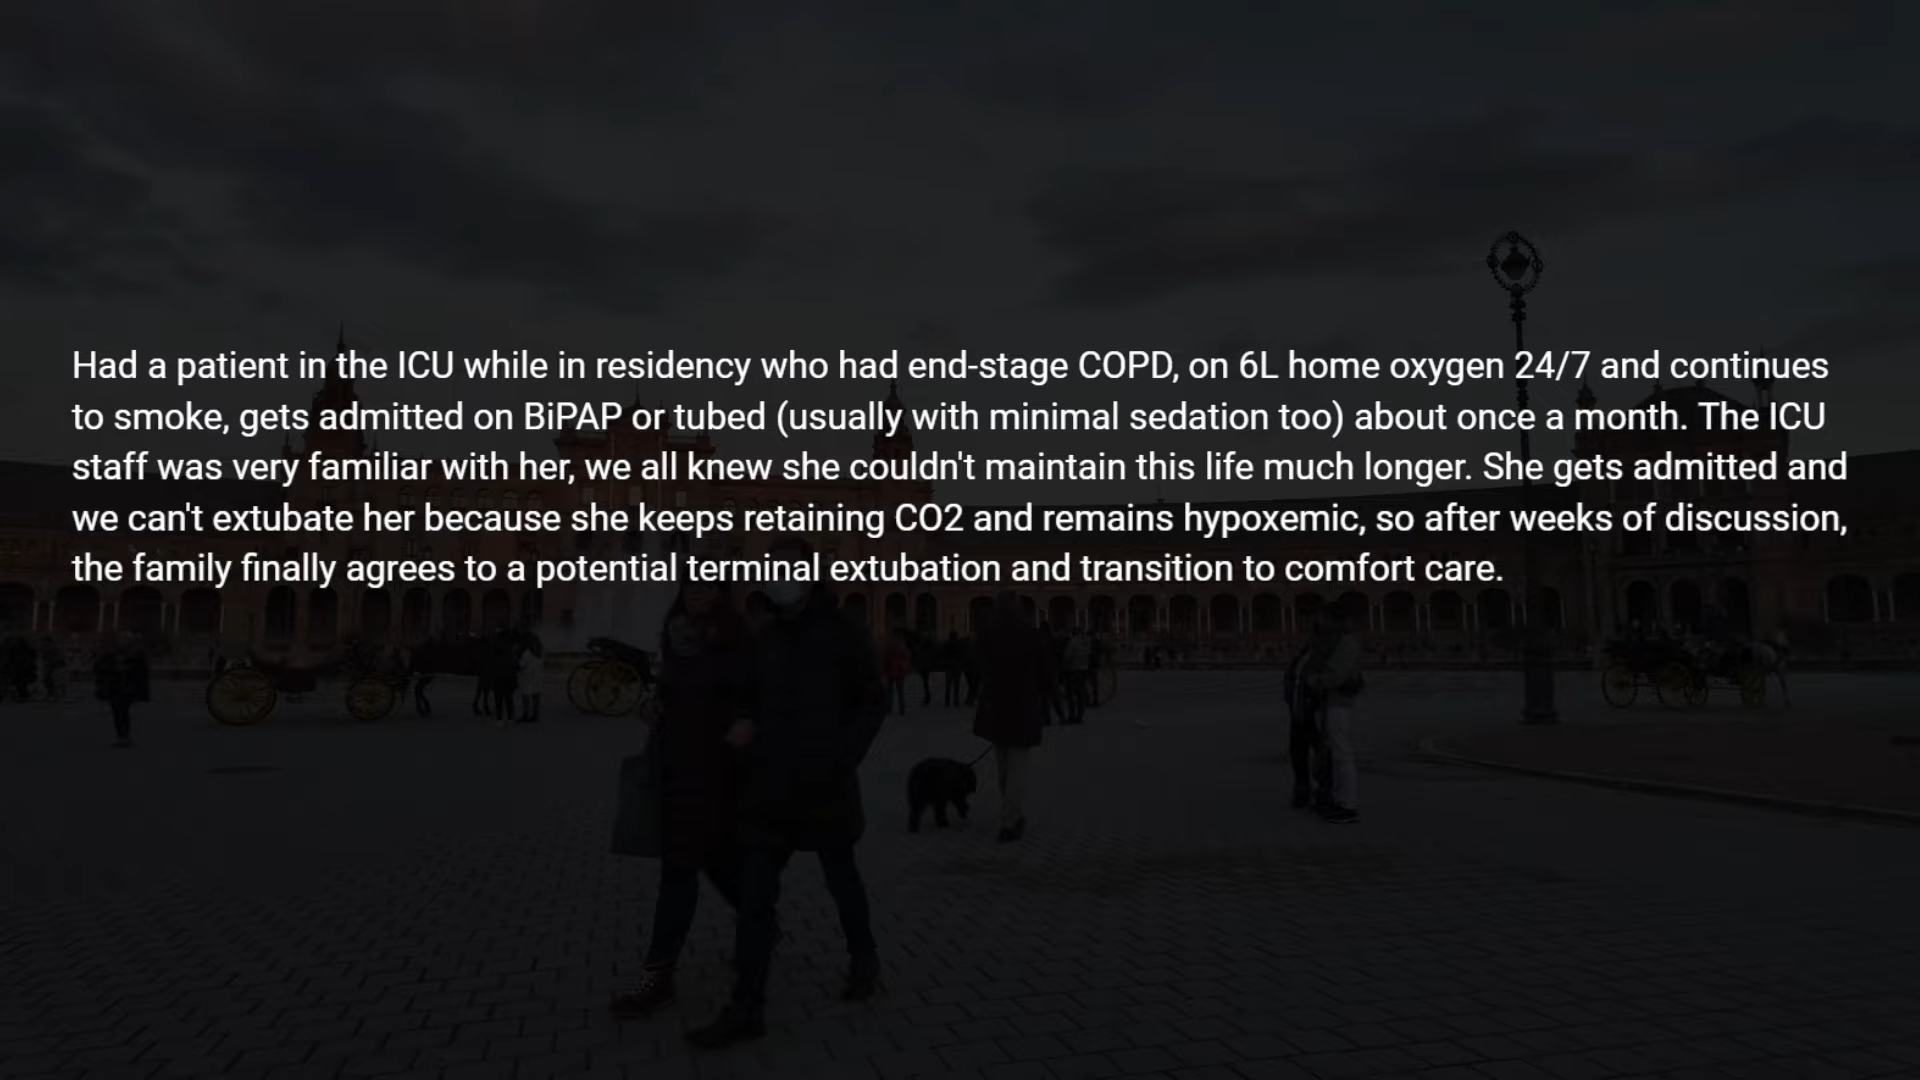 Had a patient in the ICU while in residency who had end-stage COPD, on 6L home oxygen 24/7 and continues
to smoke, gets admitted on BiPAP or tubed (usually with minimal sedation too) about once a month. The ICU
staff was very familiar with her, we all knew she couldn't maintain this life much longer. She gets admitted and
we can't extubate her because she keeps retaining CO2 and remains hypoxemic, so after weeks of discussion,
the family finally agrees to a potential terminal extubation and transition to comfort care.